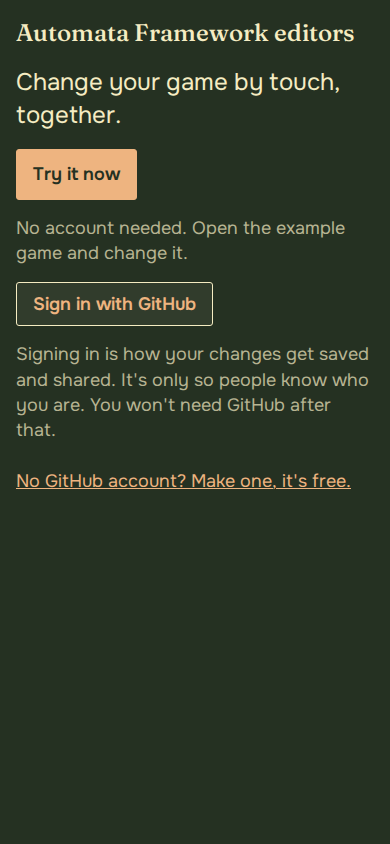 Automata Framework editors
Change your game by touch,
together.
Try it now
No account needed. Open the example
game and change it.
Sign in with GitHub
Signing in is how your changes get saved
and shared. It's only so people know who
you are. You won't need GitHub after
that.
No GitHub account? Make one, it's free.